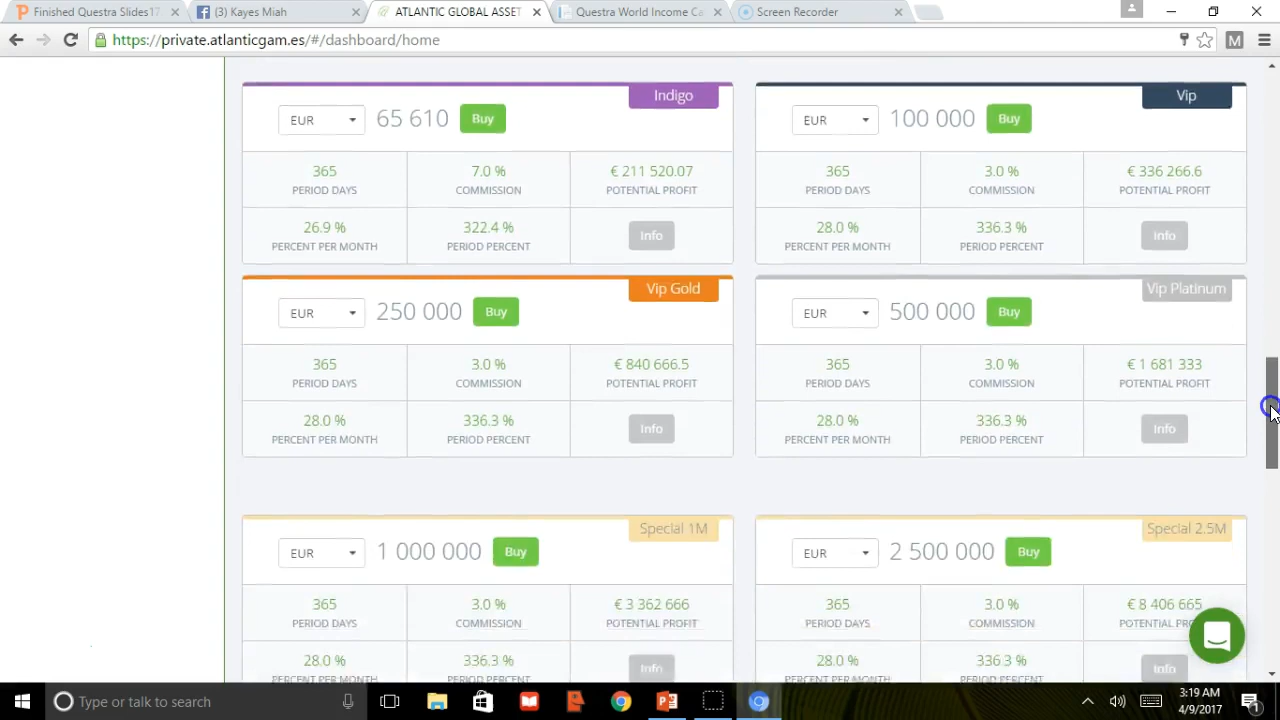 Finished Questra Slides17
(3) Kayes Miah
ATLANTIC GLOBAL ASSET
Questra World Income Ca
Screen Recorder
https://private.atlanticgam.es/#/dashboard/home
M
Indigo
EUR 65 610 Buy
365 7.0 % € 211 520.07
PERIOD DAYS COMMISSION POTENTIAL PROFIT
26.9 % 322.4 % Info
PERCENT PER MONTH PERIOD PERCENT
Vip
EUR 100 000 Buy
365 3.0 % € 336 266.6
PERIOD DAYS COMMISSION POTENTIAL PROFIT
28.0 % 336.3 % Info
PERCENT PER MONTH PERIOD PERCENT
Vip Gold
EUR 250 000 Buy
365 3.0 % € 840 666.5
PERIOD DAYS COMMISSION POTENTIAL PROFIT
28.0 % 336.3 % Info
PERCENT PER MONTH PERIOD PERCENT
Vip Platinum
EUR 500 000 Buy
365 3.0 % € 1 681 333
PERIOD DAYS COMMISSION POTENTIAL PROFIT
28.0 % 336.3 % Info
PERCENT PER MONTH PERIOD PERCENT
Special 1M
EUR 1 000 000 Buy
365 3.0 % € 3 362 666
PERIOD DAYS COMMISSION POTENTIAL PROFIT
28.0 % 336.3 % Info
Special 2.5M
EUR 2 500 000 Buy
365 3.0 % € 8 406 665
PERIOD DAYS COMMISSION POTENTIAL
28.0 % 336.3 % Info
Type or talk to search
3:19 AM
4/9/2017